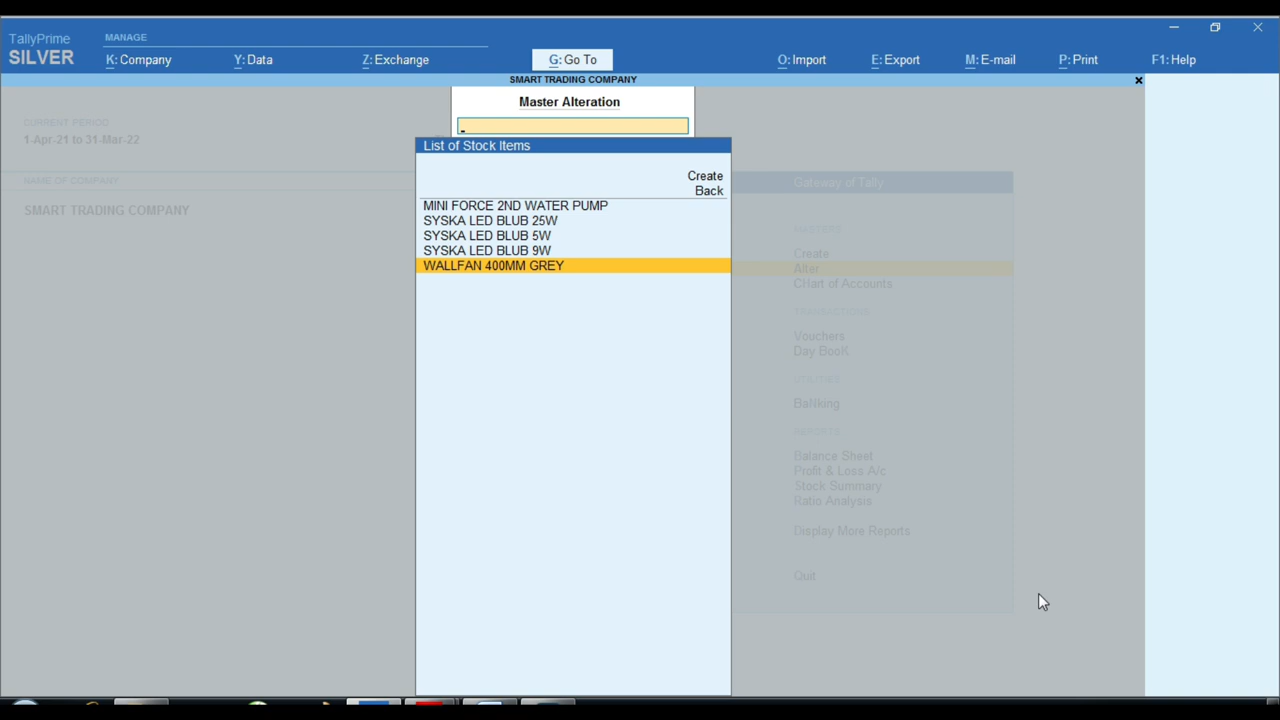 TallyPrime
SILVER
MANAGE
K: Company
Y: Data
Z: Exchange
G: Go To
O: Import
E: Export
M: E-mail
P: Print
F1: Help
SMART TRADING COMPANY
Master Alteration
List of Stock Items
Create
Back
MINI FORCE 2ND WATER PUMP
SYSKA LED BLUB 25W
SYSKA LED BLUB 5W
SYSKA LED BLUB 9W
WALLFAN 400MM GREY
CURRENT PERIOD
1-Apr-21 to 31-Mar-22
NAME OF COMPANY
SMART TRADING COMPANY
Gateway of Tally
MASTERS
Create
Alter
CHart of Accounts
TRANSACTIONS
Vouchers
Day BooK
UTILITIES
BaNking
REPORTS
Balance Sheet
Profit & Loss A/c
Stock Summary
Ratio Analysis
Display More Reports
Quit